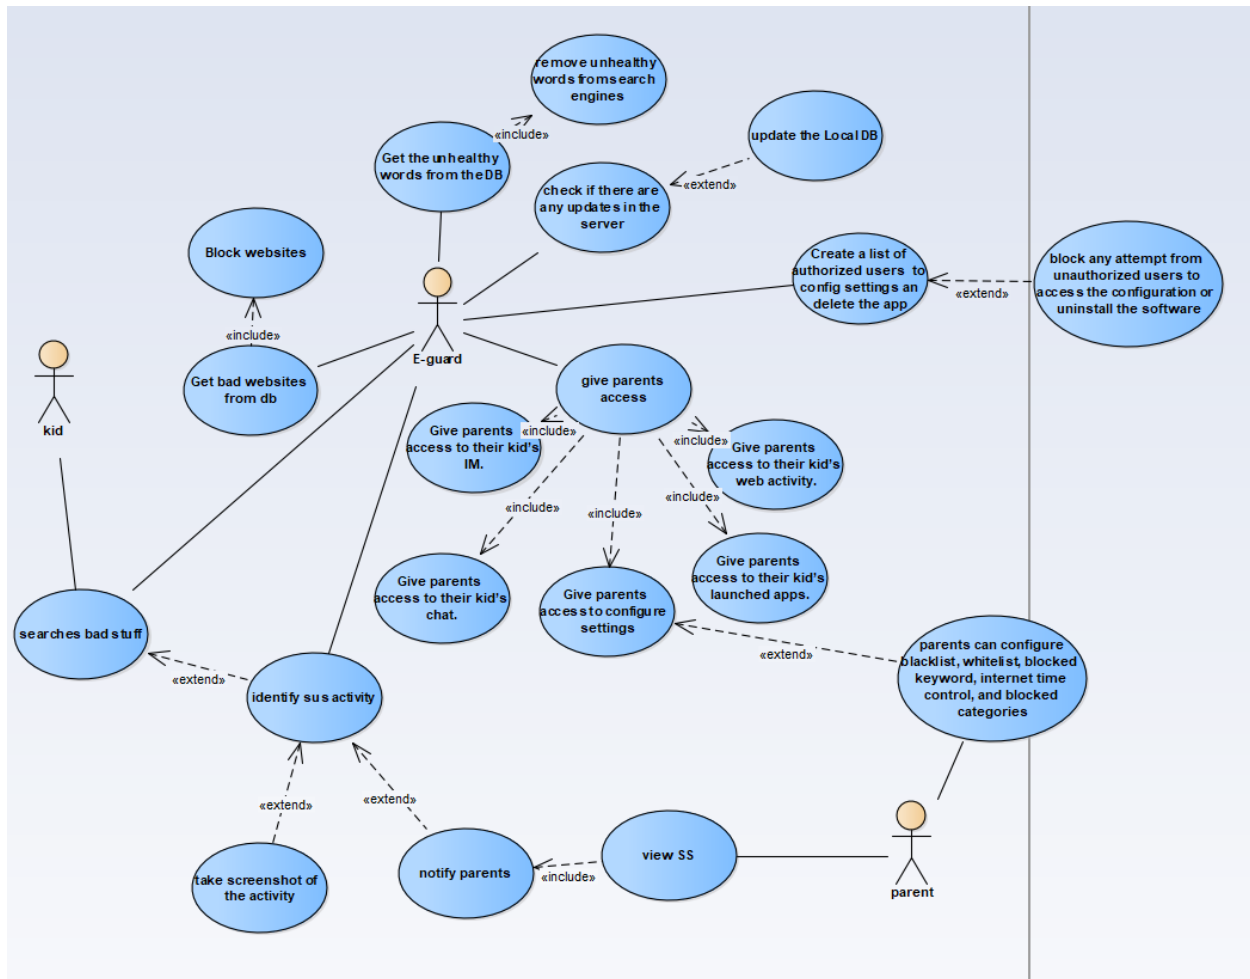 remove unhealthy
words from search
engines
«include»
Get the unhealthy
words from the DB
update the Local DB
«extend»
check if there are
any updates in the
server
Block websites
«include»
Get bad websites
from db
E-guard
kid
Create a list of
authorized users to
config settings an
delete the app
«extend»
block any attempt from
unauthorized users to
access the configuration or
uninstall the software
give parents
access
«include»
«include»
Give parents
access to their kid's
IM.
Give parents
access to their kid's
web activity.
«include»
«include»
«include»
Give parents
access to their kid's
chat.
Give parents
access to configure
settings
Give parents
access to their kid's
launched apps.
searches bad stuff
«extend»
identify sus activity
«extend»
parents can configure
blacklist, whitelist, blocked
keyword, internet time
control, and blocked
categories
«extend»
«extend»
take screenshot of
the activity
notify parents
«include»
view SS
parent